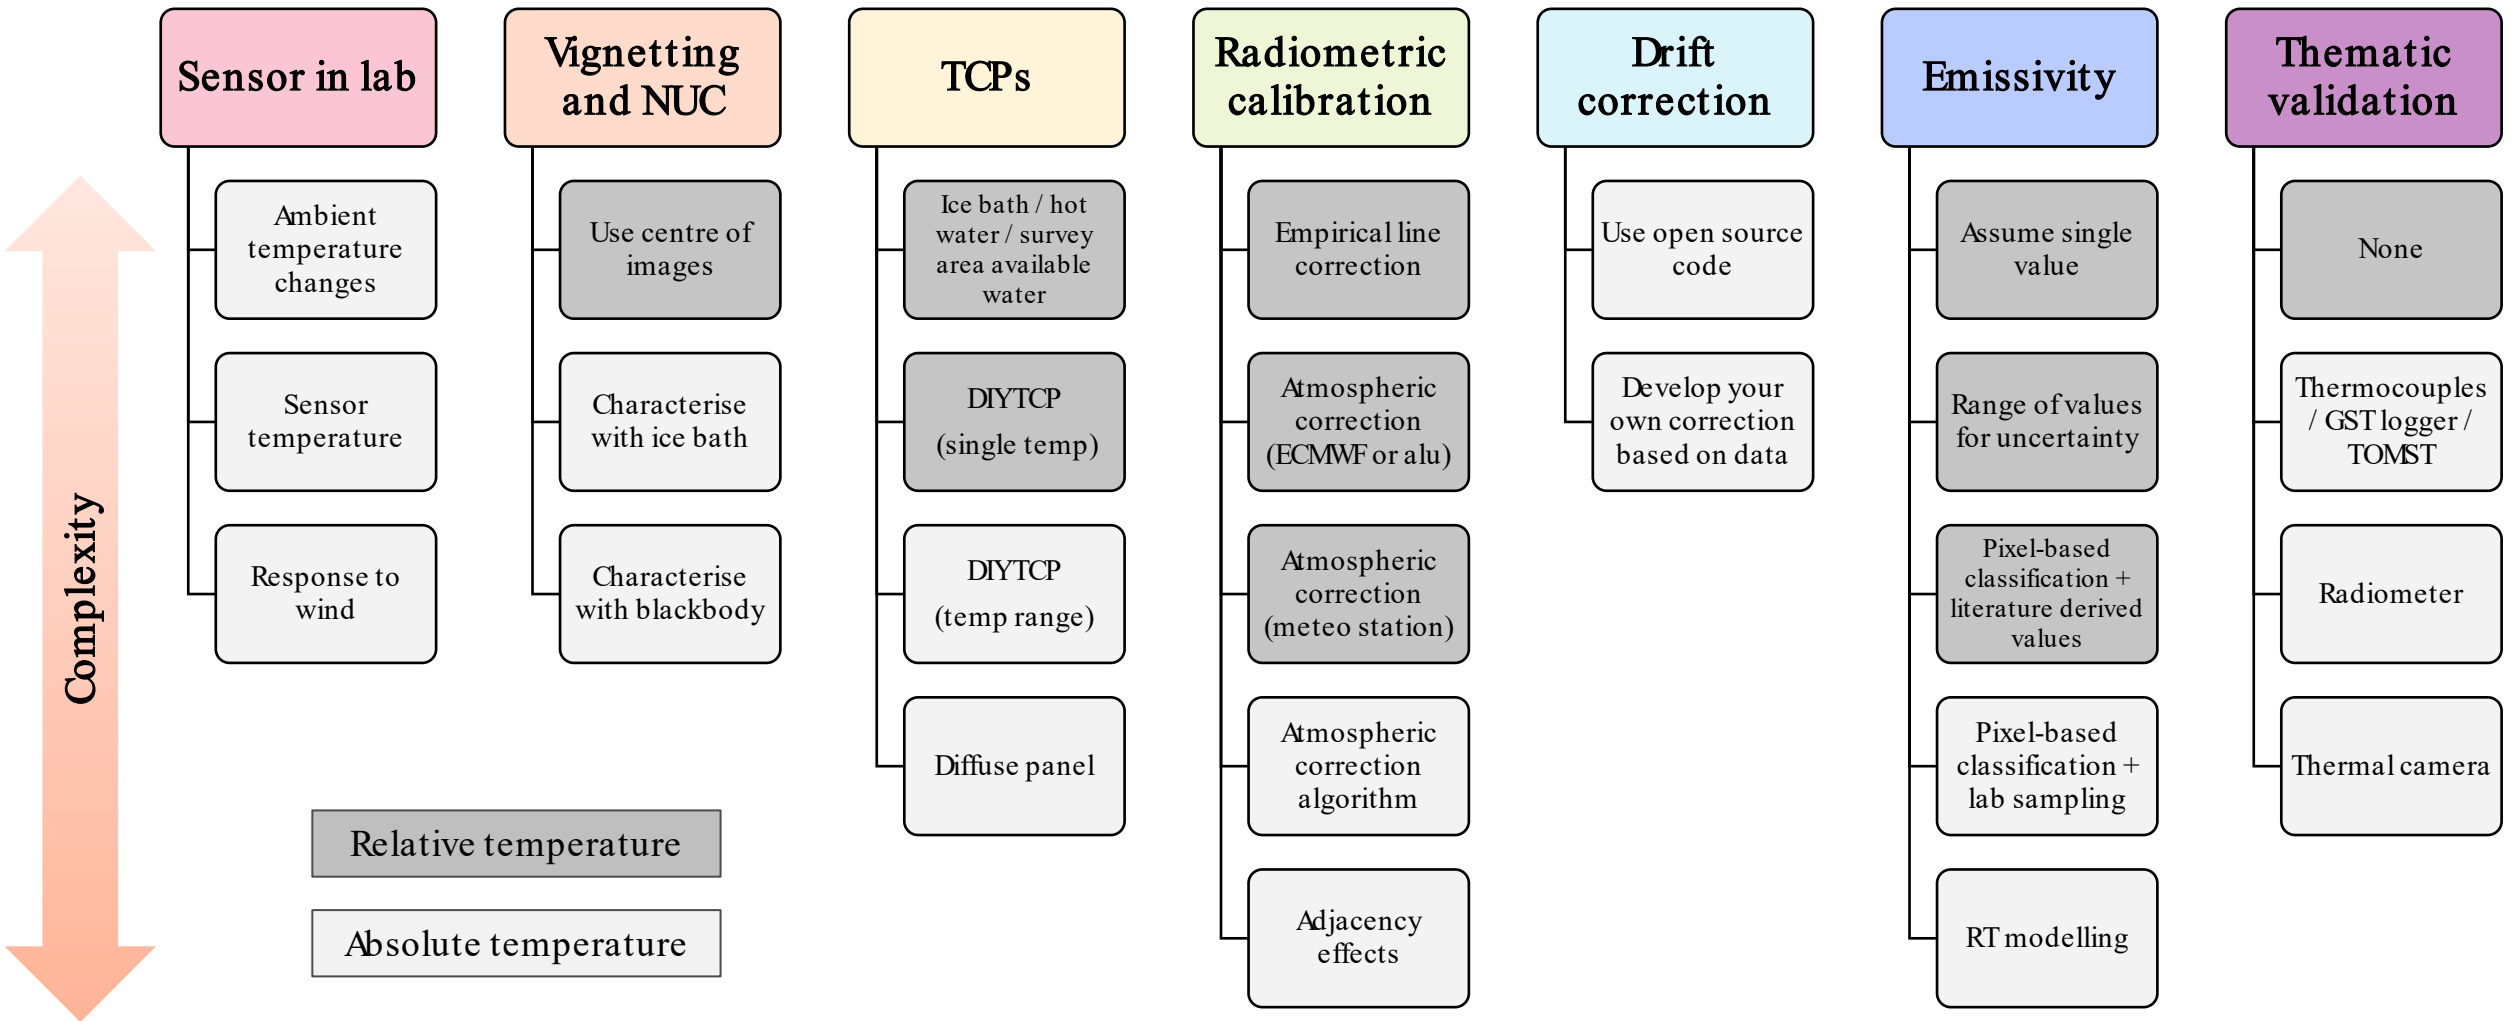 Sensor in lab
Ambient
temperature
changes
Sensor
temperature
Response to
wind
Vignetting
and NUC
Use centre of
images
Characterise
with ice bath
Characterise
with blackbody
TCPs
Ice bath / hot
water / survey
area available
water
DIY TCP
(single temp)
DIY TCP
(temp range)
Diffuse panel
Radiometric
calibration
Empirical line
correction
Atmospheric
correction
(ECMWF or alu)
Atmospheric
correction
(meteo station)
Atmospheric
correction
algorithm
Adjacency
effects
Drift
correction
Use open source
code
Develop your
own correction
based on data
Emissivity
Assume single
value
Range of values
for uncertainty
Pixel-based
classification +
literature derived
values
Pixel-based
classification +
lab sampling
RT modelling
Thematic
validation
None
Thermocouples
/ GST logger /
TOMST
Radiometer
Thermal camera
Complexity
Relative temperature
Absolute temperature